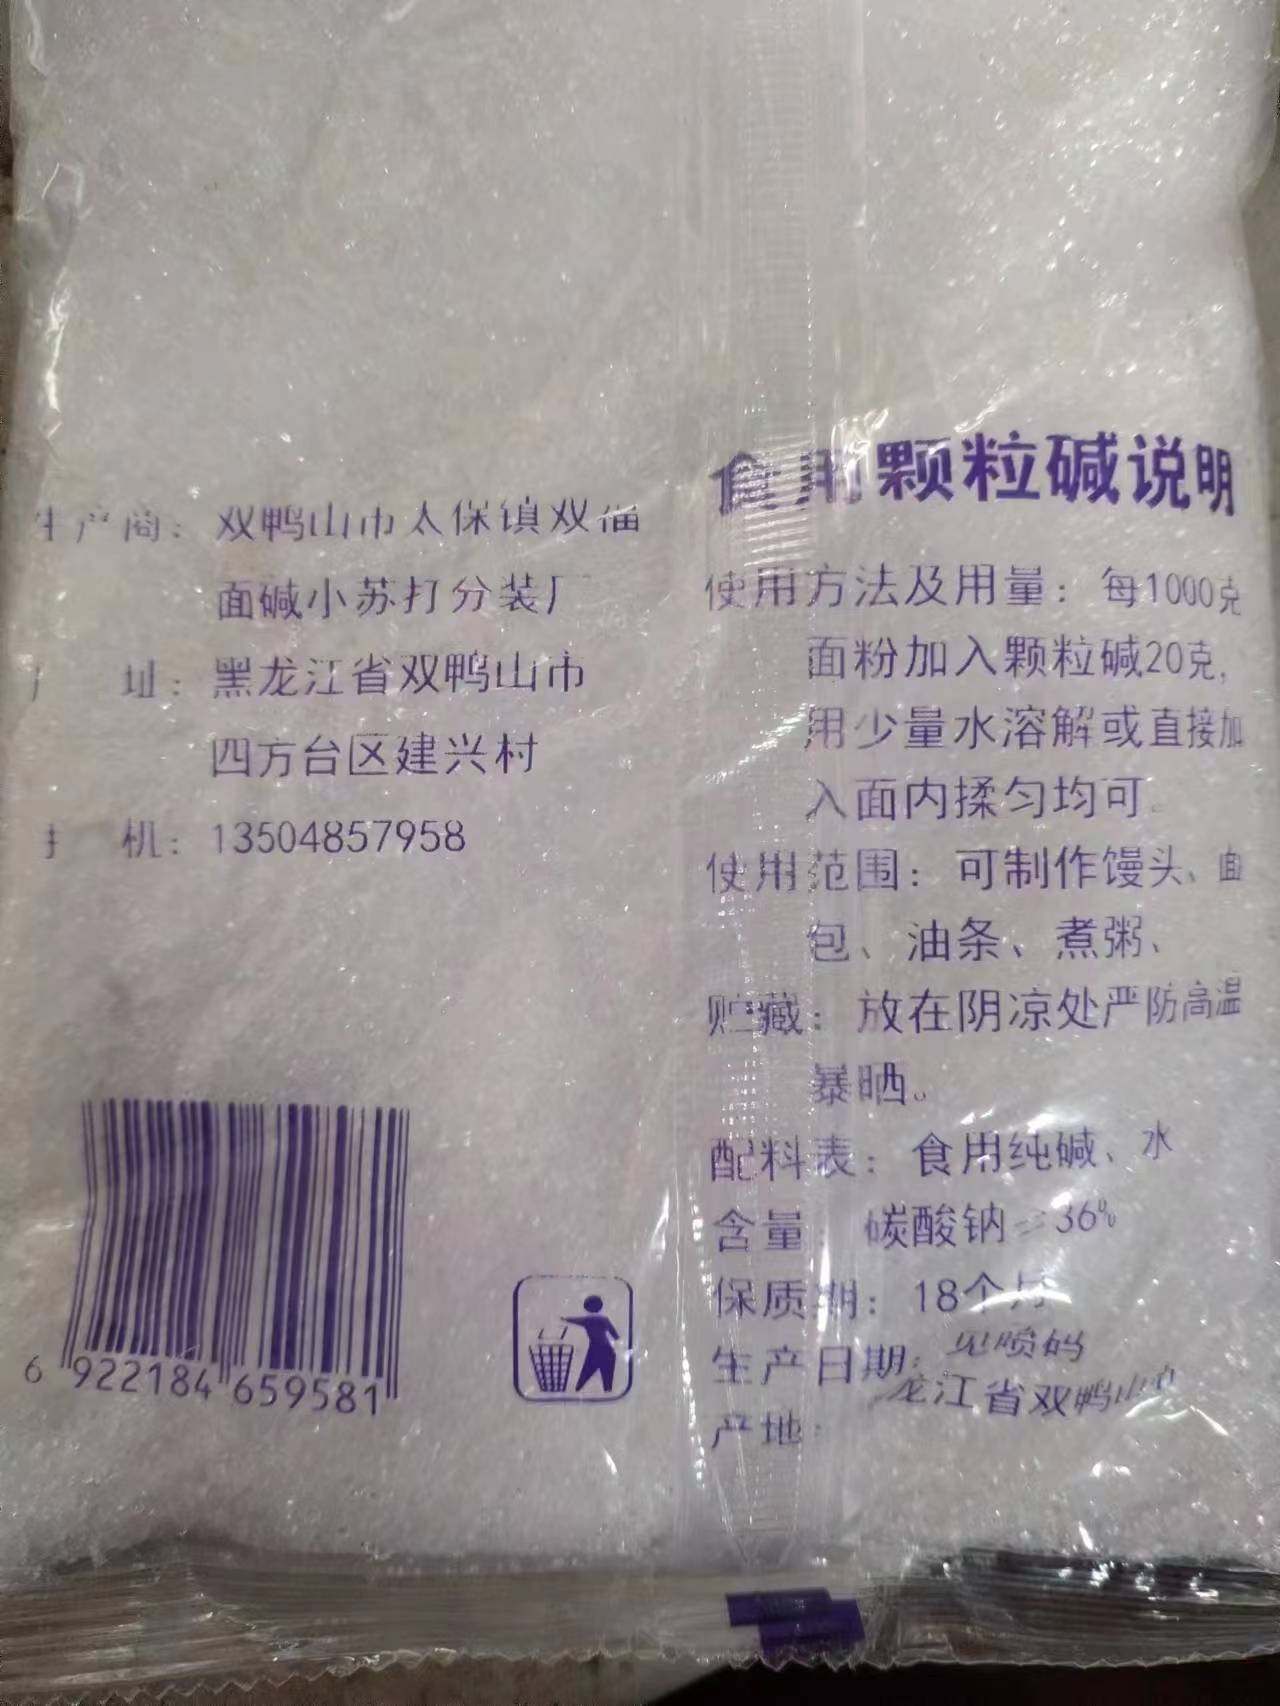 生产商：双鸭山市太保镇双福
面碱小苏打分装厂
址：黑龙江省双鸭山市
四方台区建兴村
机：13504857958
6 922184 659581
食用颗粒碱说明
使用方法及用量：每1000克
面粉加入颗粒碱20克，
用少量水溶解或直接加
入面内揉匀均可。
使用范围：可制作馒头、面
包、油条、煮粥、
贮藏：放在阴凉处严防高温
暴晒。
配料表：食用纯碱、水
含量：碳酸钠 36%
保质期：18个月
生产日期：见喷码
产地：龙江省双鸭山市